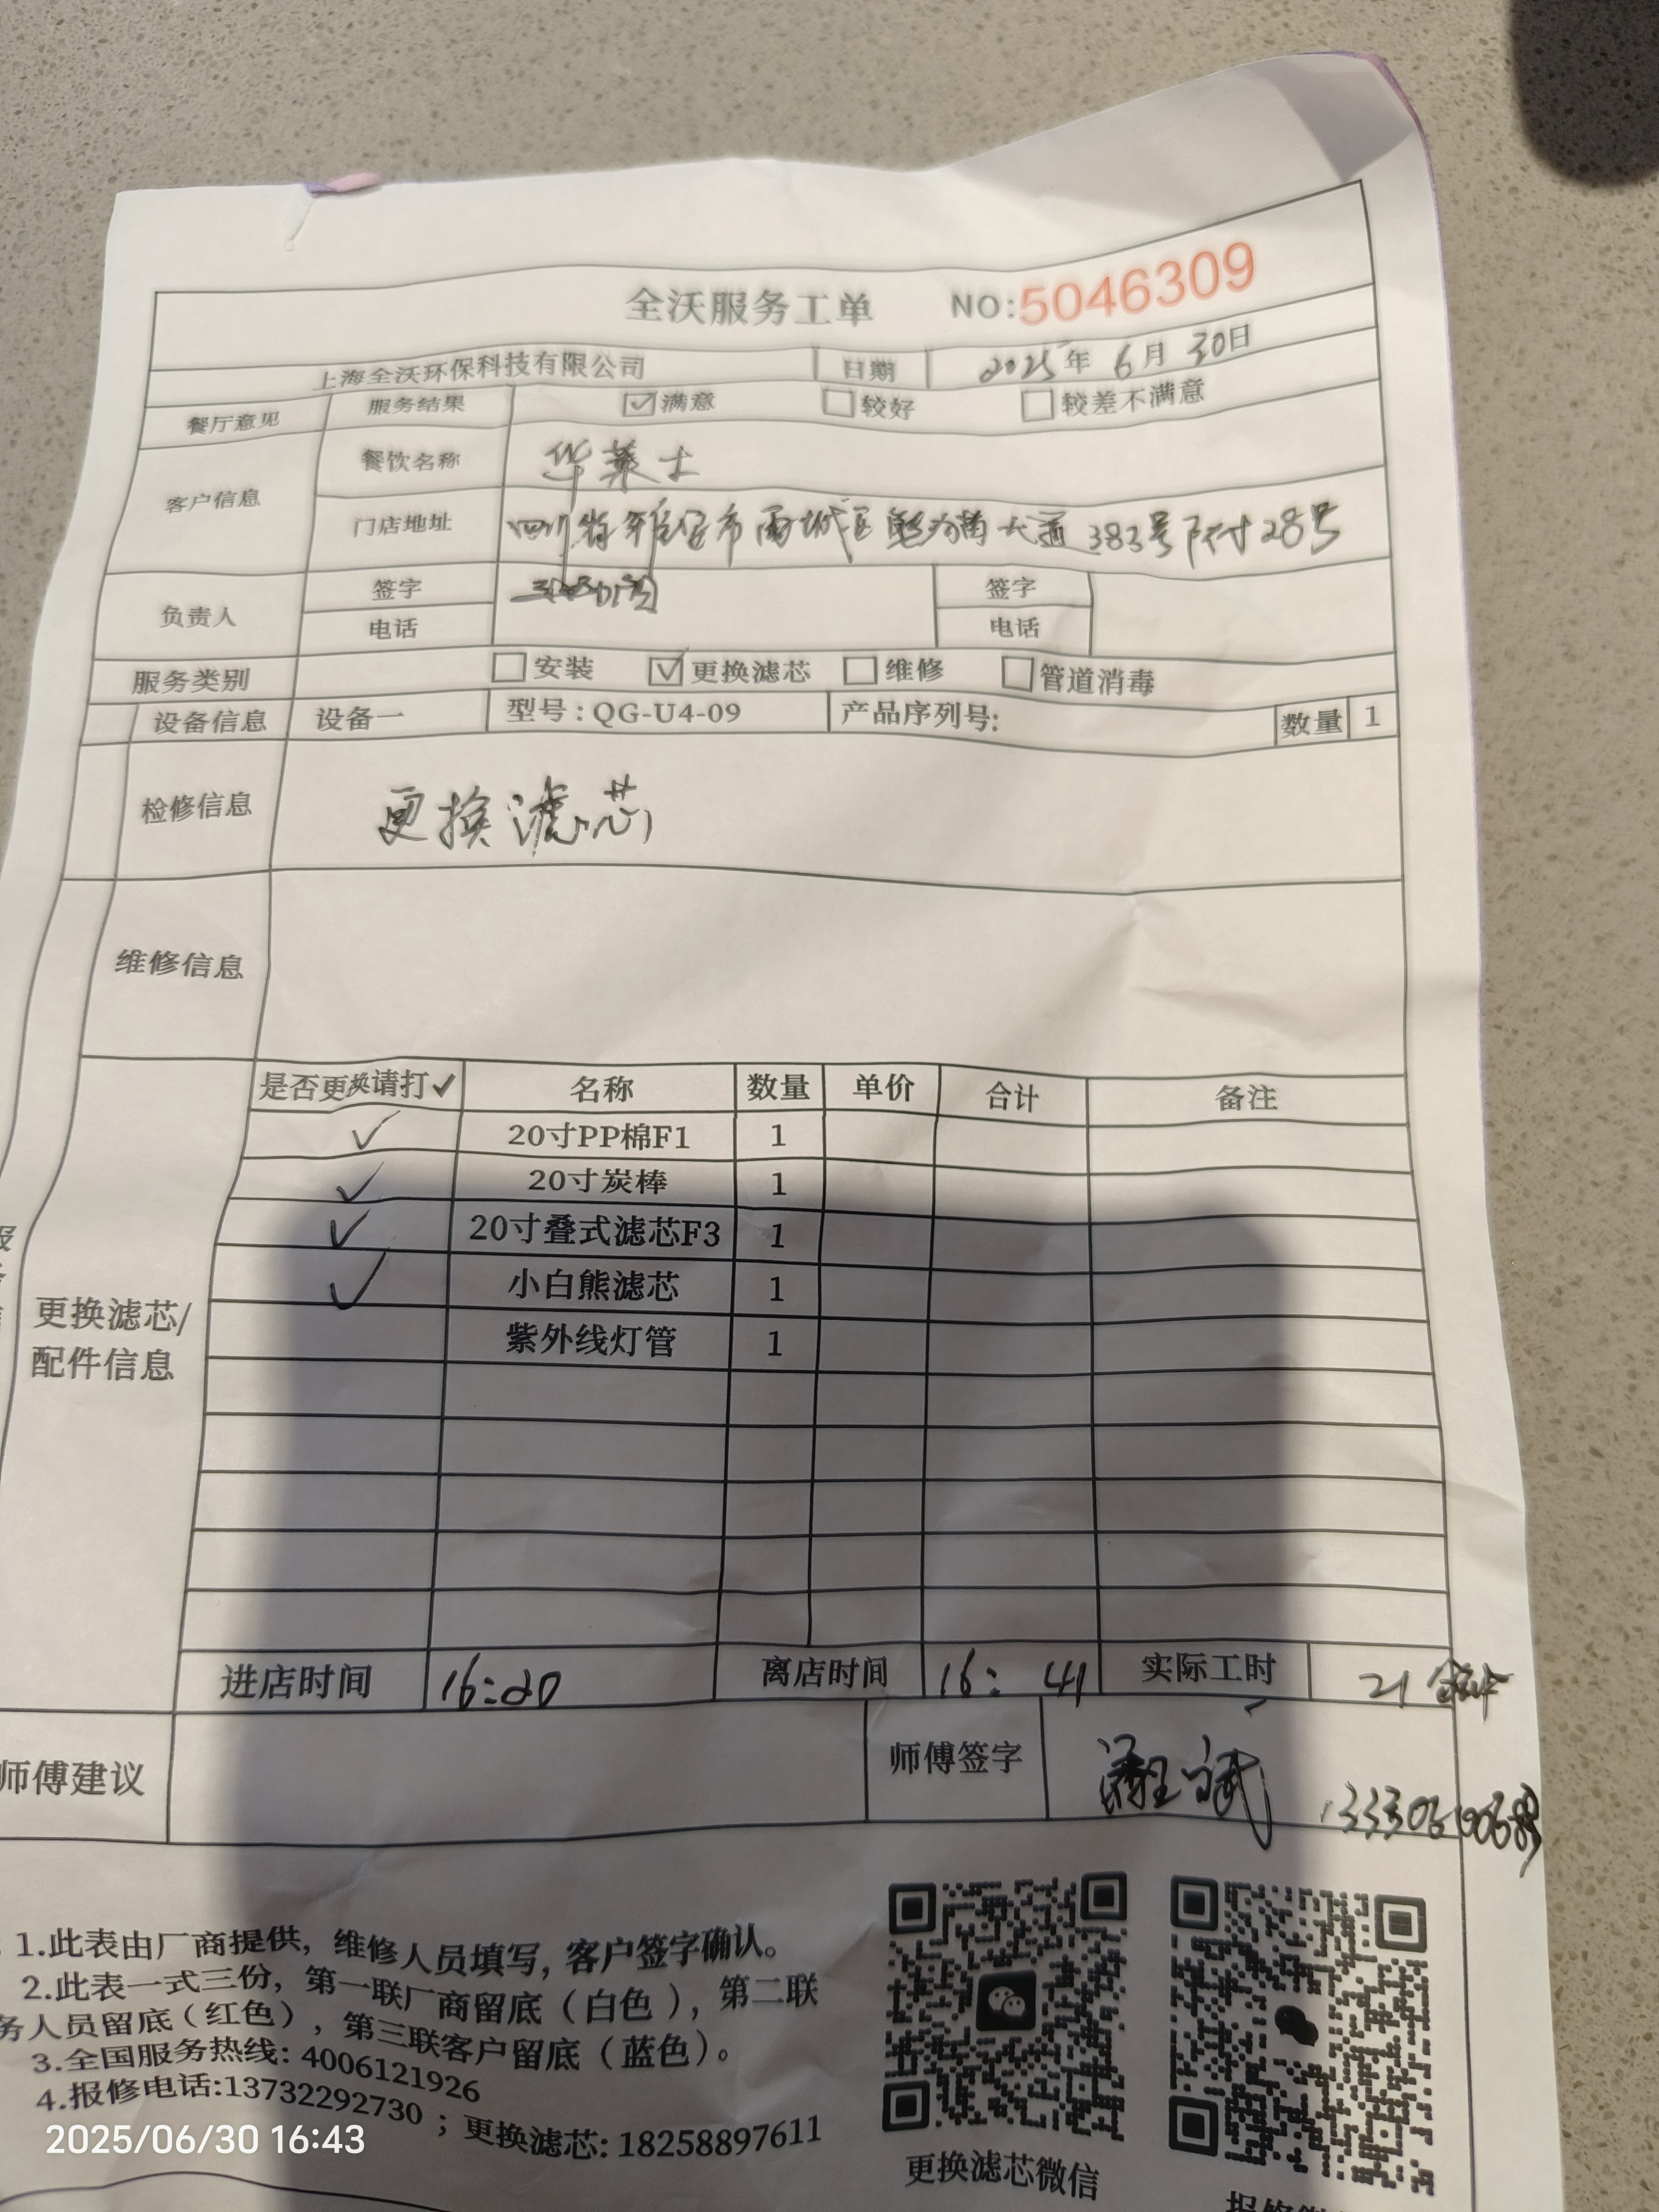 全沃服务工单 NO:5046309
上海全沃环保科技有限公司 日期 2025年 6月 30日
餐厅意见 服务结果 ☑满意 □较好 □较差不满意
客户信息 餐饮名称 华莱士
门店地址 四川省雅安市雨城区 南大道 383号附28号
负责人 签字 签字
电话 电话
服务类别 □安装 ☑更换滤芯 □维修 □管道消毒
设备信息 设备一 型号:QG-U4-09 产品序列号: 数量 1
检修信息 更换滤芯
维修信息
是否更换请打✓ 名称 数量 单价 合计 备注
✓ 20寸PP棉F1 1
✓ 20寸炭棒 1
✓ 20寸叠式滤芯F3 1
✓ 小白熊滤芯 1
紫外线灯管 1
更换滤芯/
配件信息
进店时间 16:20 离店时间 16:41 实际工时 21分钟
师傅建议 师傅签字
1.此表由厂商提供,维修人员填写,客户签字确认。
2.此表一式三份,第一联厂商留底(白色),第二联
务人员留底(红色),第三联客户留底(蓝色)。
3.全国服务热线: 4006121926
4.报修电话:13732292730;更换滤芯: 18258897611
更换滤芯微信
2025/06/30 16:43